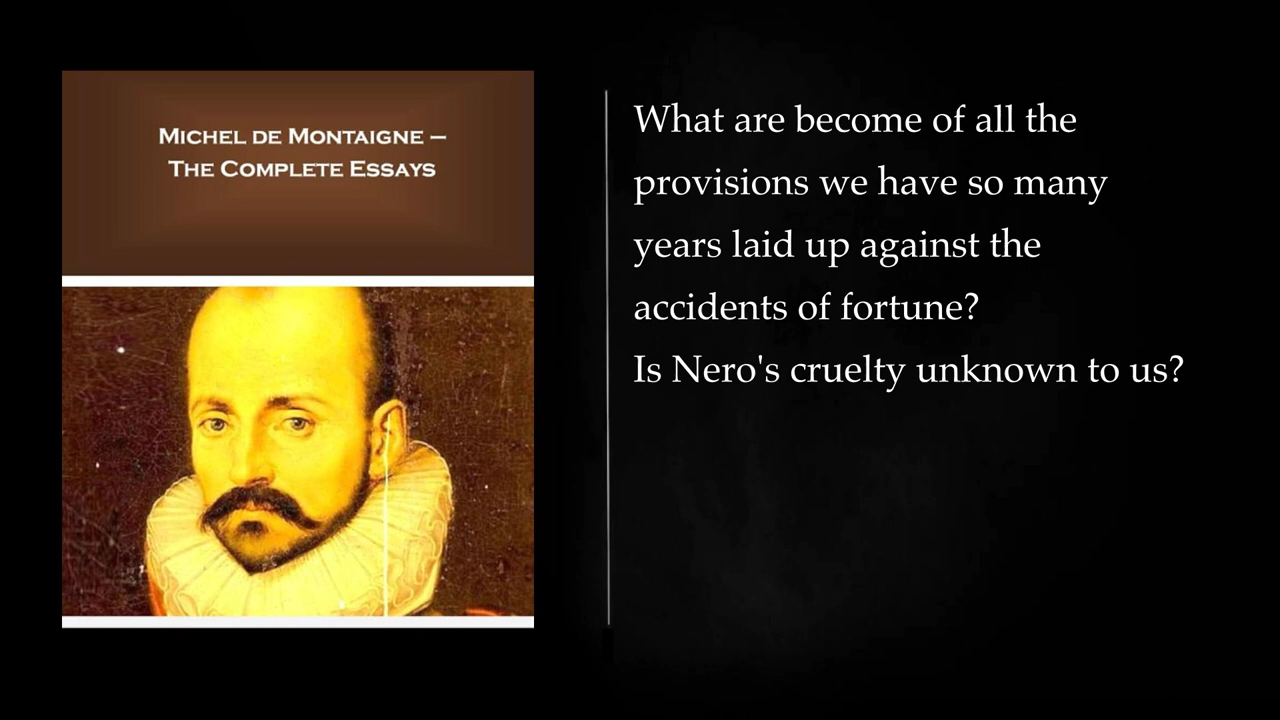 MICHEL DE MONTAIGNE –
THE COMPLETE ESSAYS
What are become of all the
provisions we have so many
years laid up against the
accidents of fortune?
Is Nero's cruelty unknown to us?